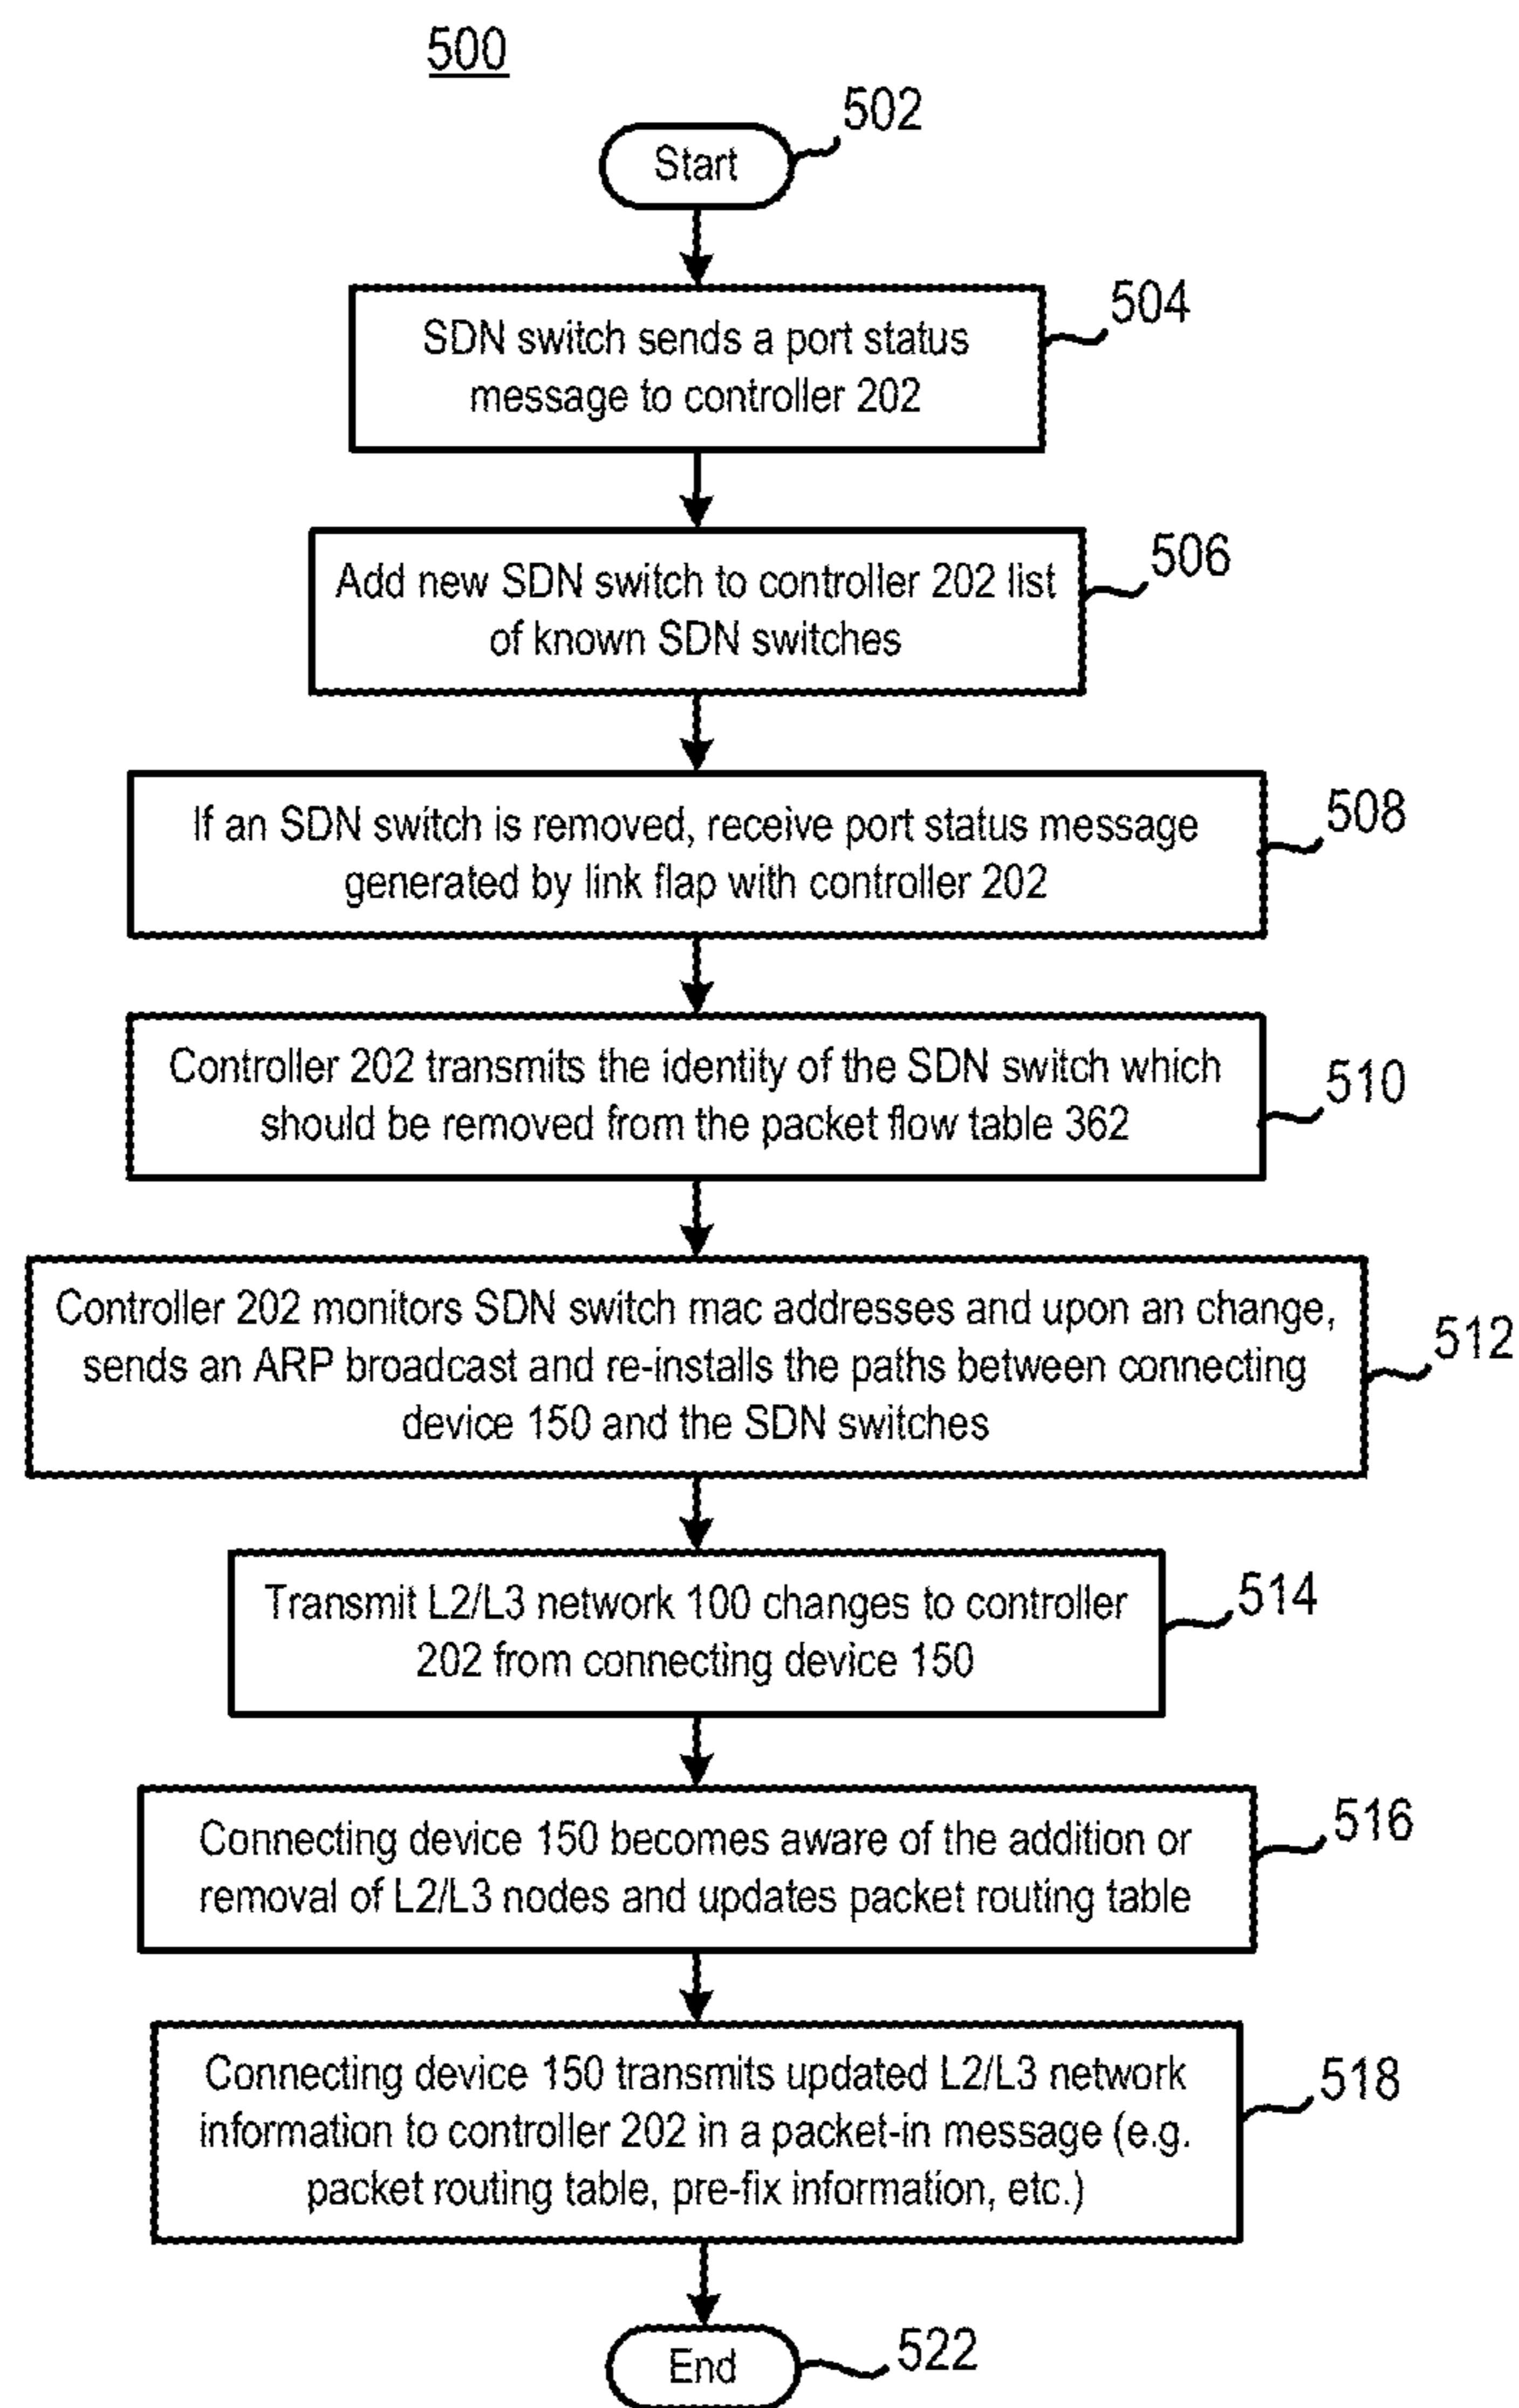 500
502
Start
504
SDN switch sends a port status
message to controller 202
506
Add new SDN switch to controller 202 list
of known SDN switches
508
If an SDN switch is removed, receive port status message
generated by link flap with controller 202
510
Controller 202 transmits the identity of the SDN switch which
should be removed from the packet flow table 362
512
Controller 202 monitors SDN switch mac addresses and upon an change,
sends an ARP broadcast and re-installs the paths between connecting
device 150 and the SDN switches
514
Transmit L2/L3 network 100 changes to controller
202 from connecting device 150
516
Connecting device 150 becomes aware of the addition or
removal of L2/L3 nodes and updates packet routing table
518
Connecting device 150 transmits updated L2/L3 network
information to controller 202 in a packet-in message (e.g.
packet routing table, pre-fix information, etc.)
522
End